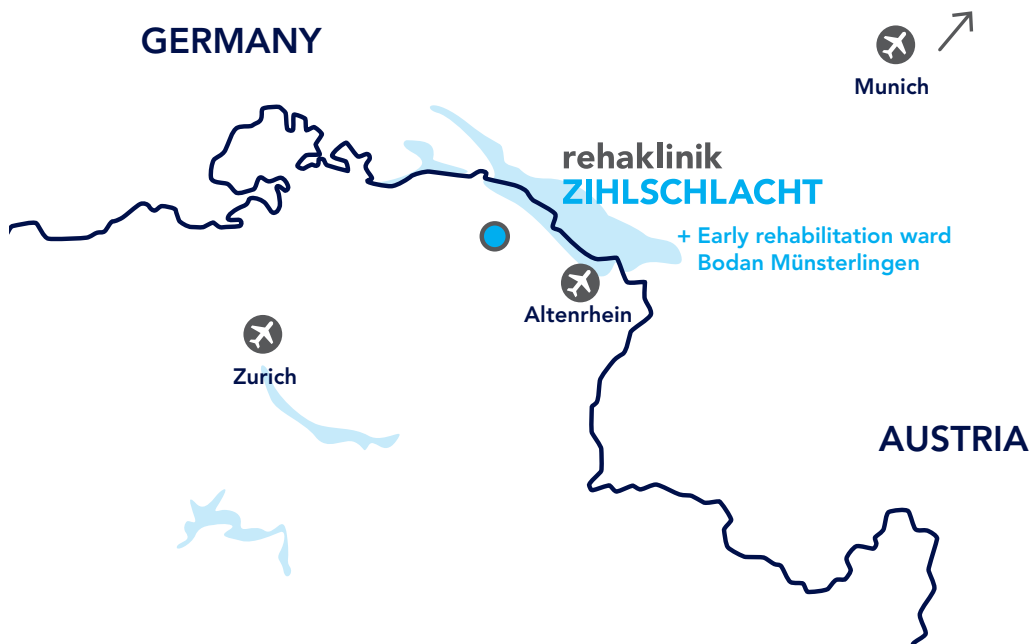 GERMANY
Munich
rehaklinik
ZIHLSCHLACHT
+ Early rehabilitation ward
Bodan Münsterlingen
Altenrhein
Zurich
AUSTRIA